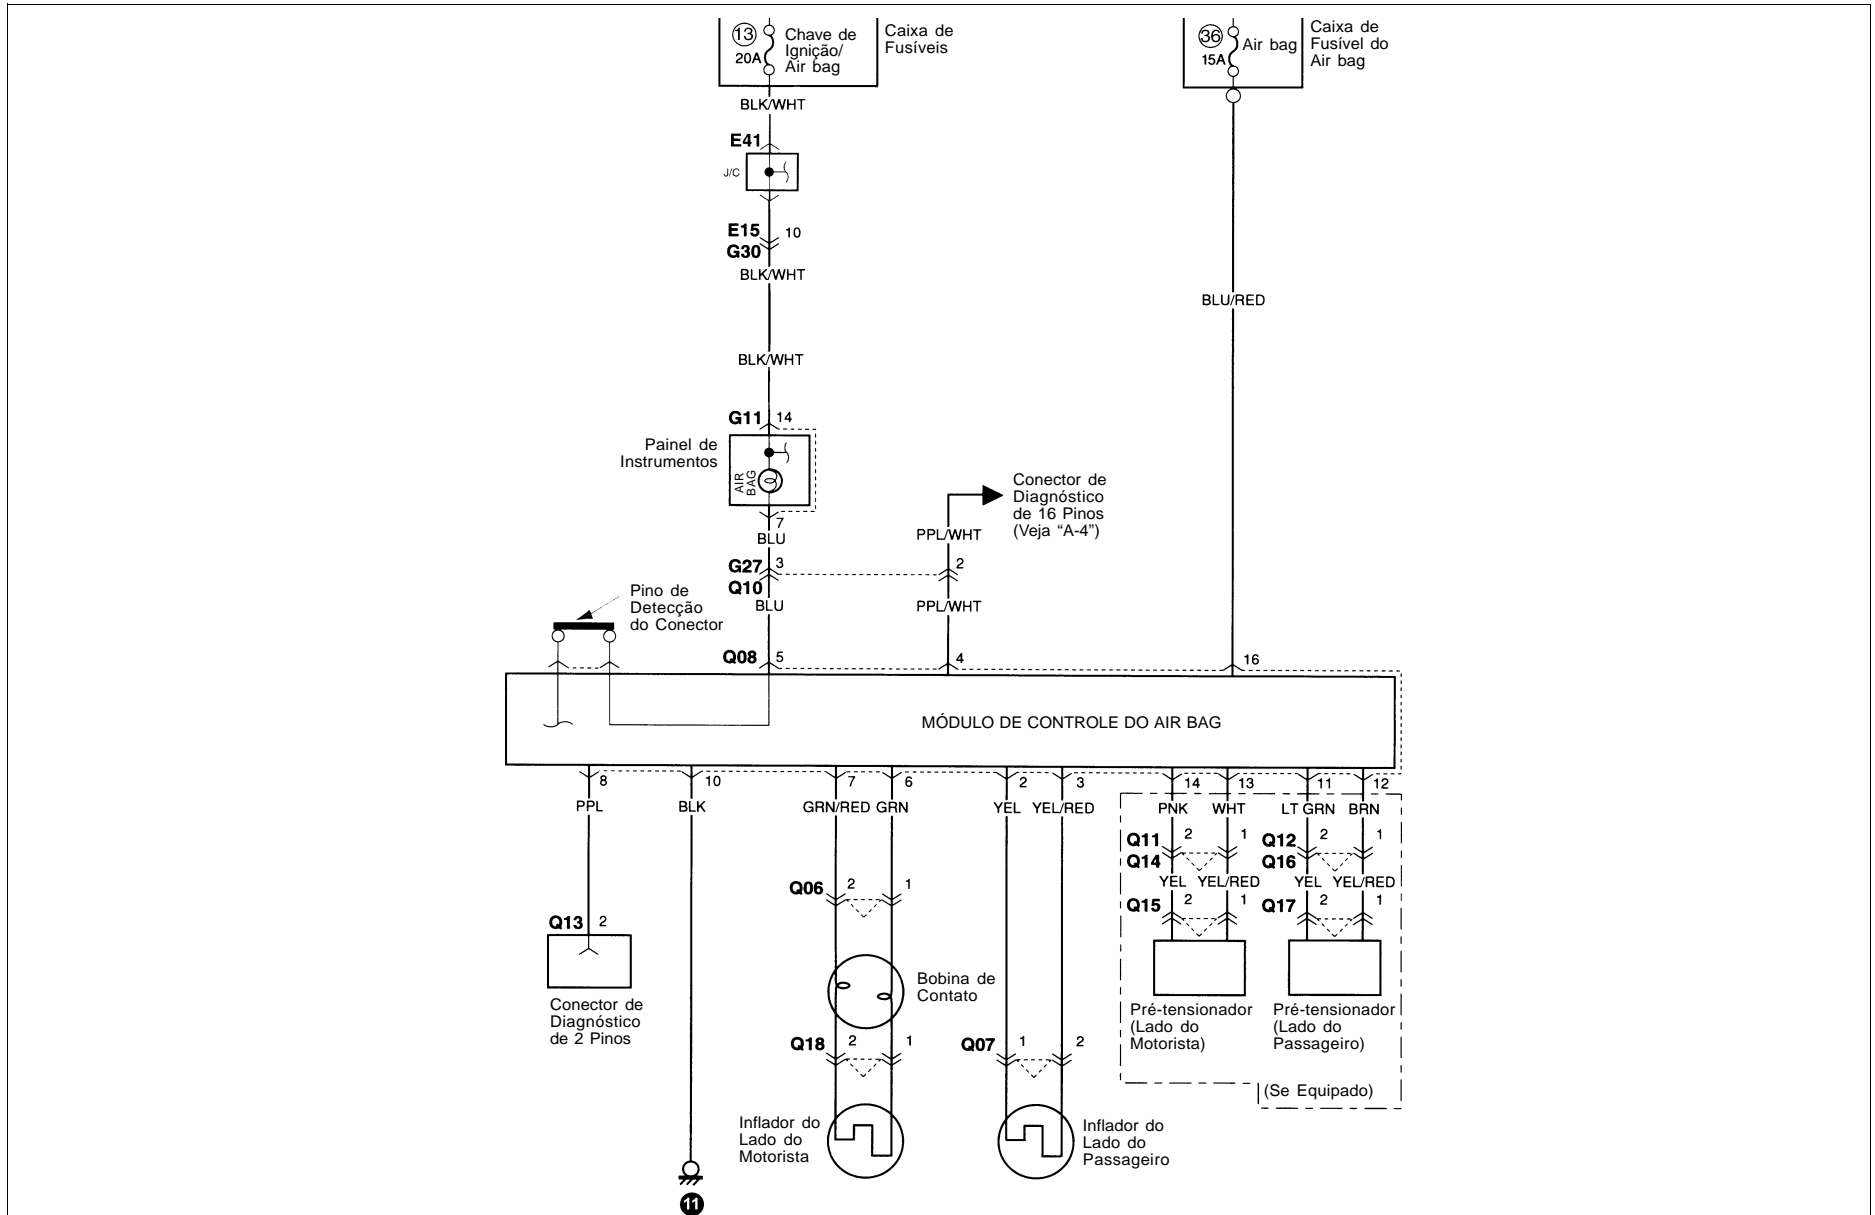 13
20A
Chave de
Ignição/
Air bag
Caixa de
Fusíveis
36
15A
Air bag
Caixa de
Fusível do
Air bag
BLK/WHT
E41
J/C
E15
10
G30
BLK/WHT
BLU/RED
BLK/WHT
G11
14
Painel de
Instrumentos
AIR
BAG
7
BLU
Conector de
Diagnóstico
de 16 Pinos
(Veja “A-4”)
PPL/WHT
G27
3
2
Q10
BLU
PPL/WHT
Pino de
Detecção
do Conector
Q08
5
4
16
MÓDULO DE CONTROLE DO AIR BAG
8
10
7
6
2
3
14
13
11
12
PPL
BLK
GRN/RED
GRN
YEL
YEL/RED
PNK
WHT
LT GRN
BRN
Q11
2
1
Q12
2
1
Q14
Q16
YEL
YEL/RED
YEL
YEL/RED
Q06
2
1
Q15
2
1
Q17
2
1
Q13
2
Conector de
Diagnóstico
de 2 Pinos
Bobina de
Contato
Pré-tensionador
(Lado do
Motorista)
Pré-tensionador
(Lado do
Passageiro)
Q18
2
1
Q07
1
2
(Se Equipado)
Inflador do
Lado do
Motorista
Inflador do
Lado do
Passageiro
11